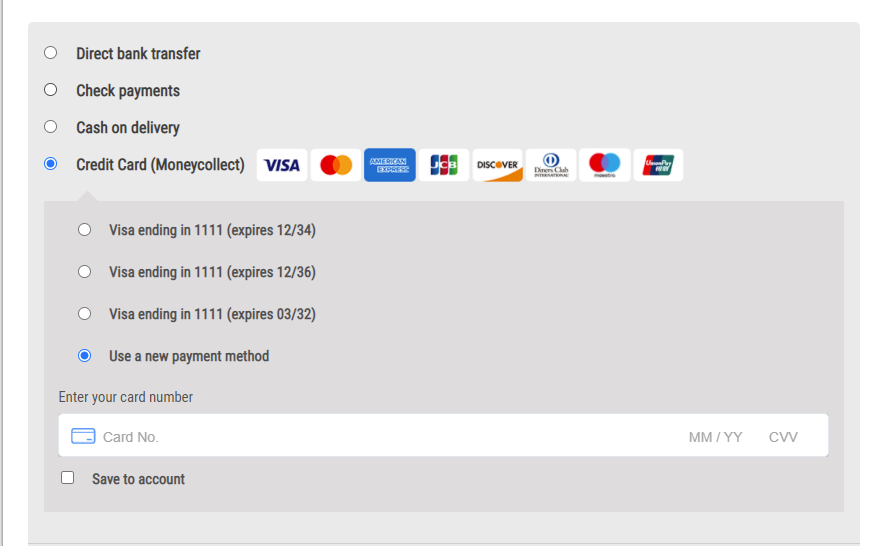 Direct bank transfer
Check payments
Cash on delivery
Credit Card (Moneycollect) VISA AMERICAN EXPRESS JCB DISCOVER Diners Club INTERNATIONAL maestro UnionPay 银联
Visa ending in 1111 (expires 12/34)
Visa ending in 1111 (expires 12/36)
Visa ending in 1111 (expires 03/32)
Use a new payment method
Enter your card number
Card No. MM / YY CVV
Save to account